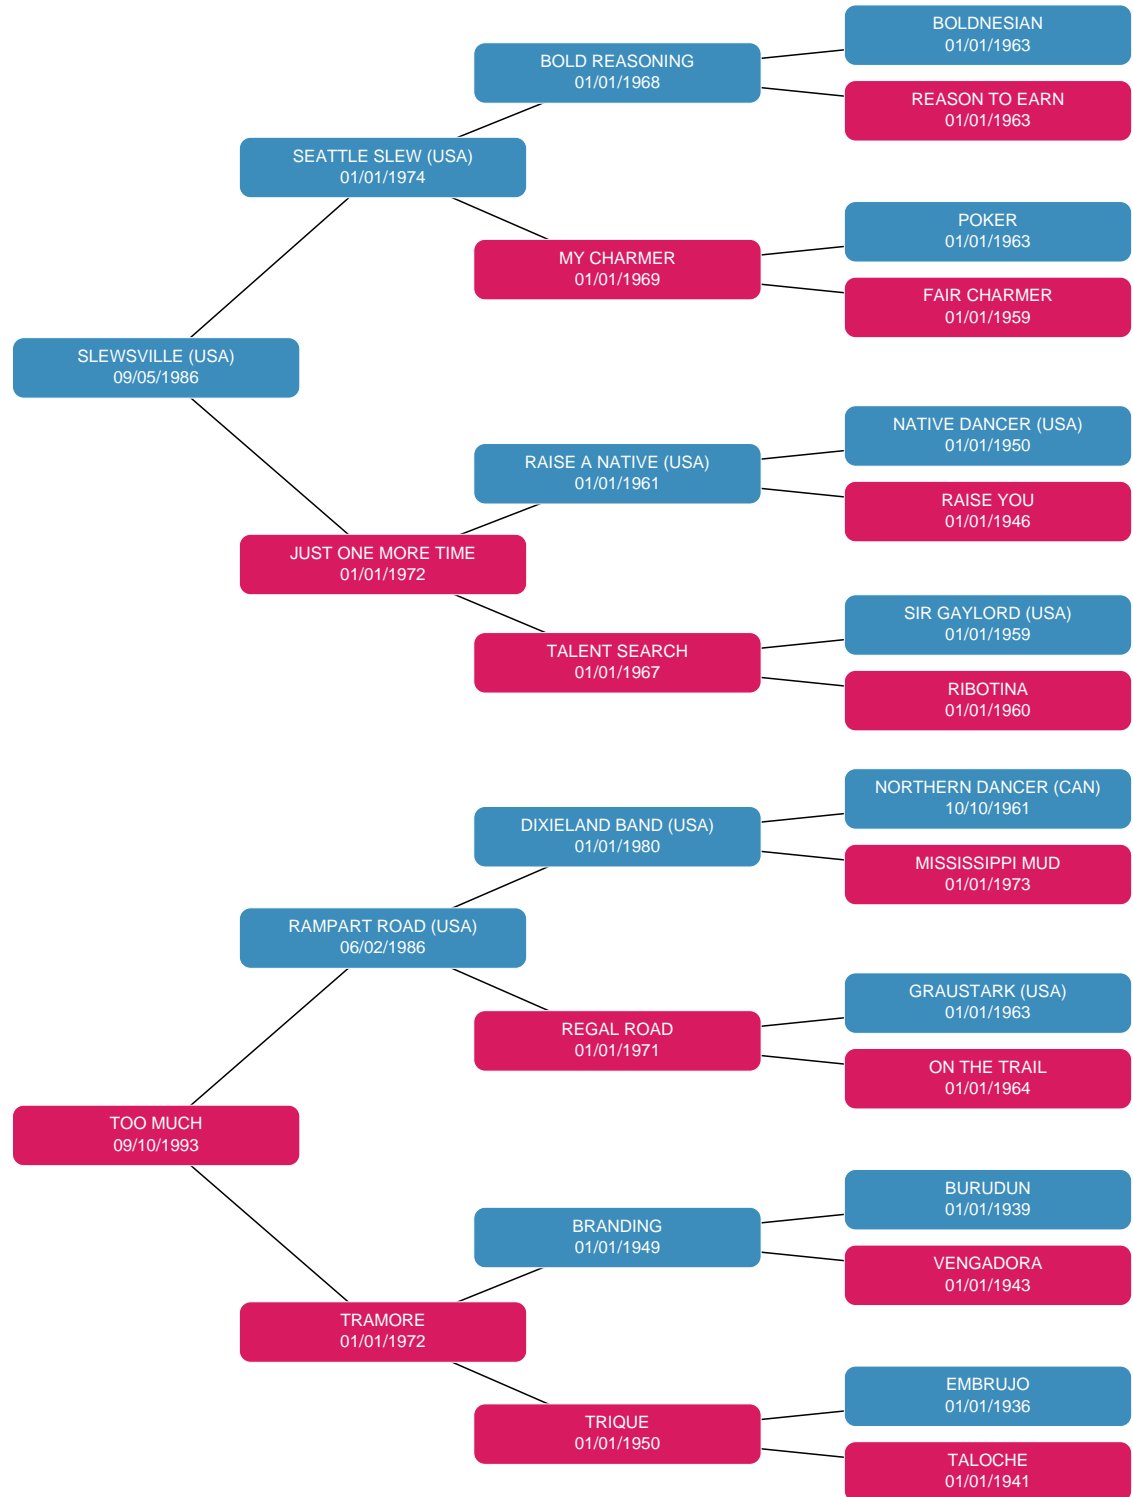 BOLDNESIAN
01/01/1963
BOLD REASONING
01/01/1968
REASON TO EARN
01/01/1963
SEATTLE SLEW (USA)
01/01/1974
POKER
01/01/1963
MY CHARMER
01/01/1969
FAIR CHARMER
01/01/1959
SLEWSVILLE (USA)
09/05/1986
NATIVE DANCER (USA)
01/01/1950
RAISE A NATIVE (USA)
01/01/1961
RAISE YOU
01/01/1946
JUST ONE MORE TIME
01/01/1972
SIR GAYLORD (USA)
01/01/1959
TALENT SEARCH
01/01/1967
RIBOTINA
01/01/1960
NORTHERN DANCER (CAN)
10/10/1961
DIXIELAND BAND (USA)
01/01/1980
MISSISSIPPI MUD
01/01/1973
RAMPART ROAD (USA)
06/02/1986
GRAUSTARK (USA)
01/01/1963
REGAL ROAD
01/01/1971
ON THE TRAIL
01/01/1964
TOO MUCH
09/10/1993
BURUDUN
01/01/1939
BRANDING
01/01/1949
VENGADORA
01/01/1943
TRAMORE
01/01/1972
EMBRUJO
01/01/1936
TRIQUE
01/01/1950
TALOCHE
01/01/1941